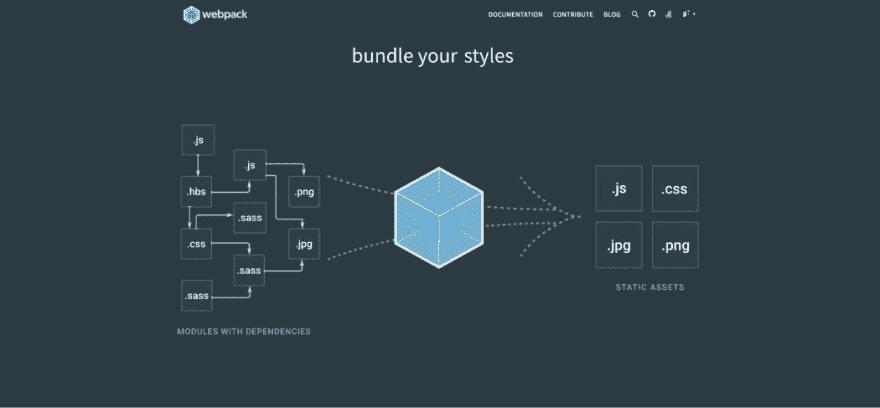 webpack
DOCUMENTATION CONTRIBUTE BLOG
bundle your styles
.js
.js
.hbs
.png
.sass
.css
.jpg
.sass
.sass
MODULES WITH DEPENDENCIES
.js .css
.jpg .png
STATIC ASSETS